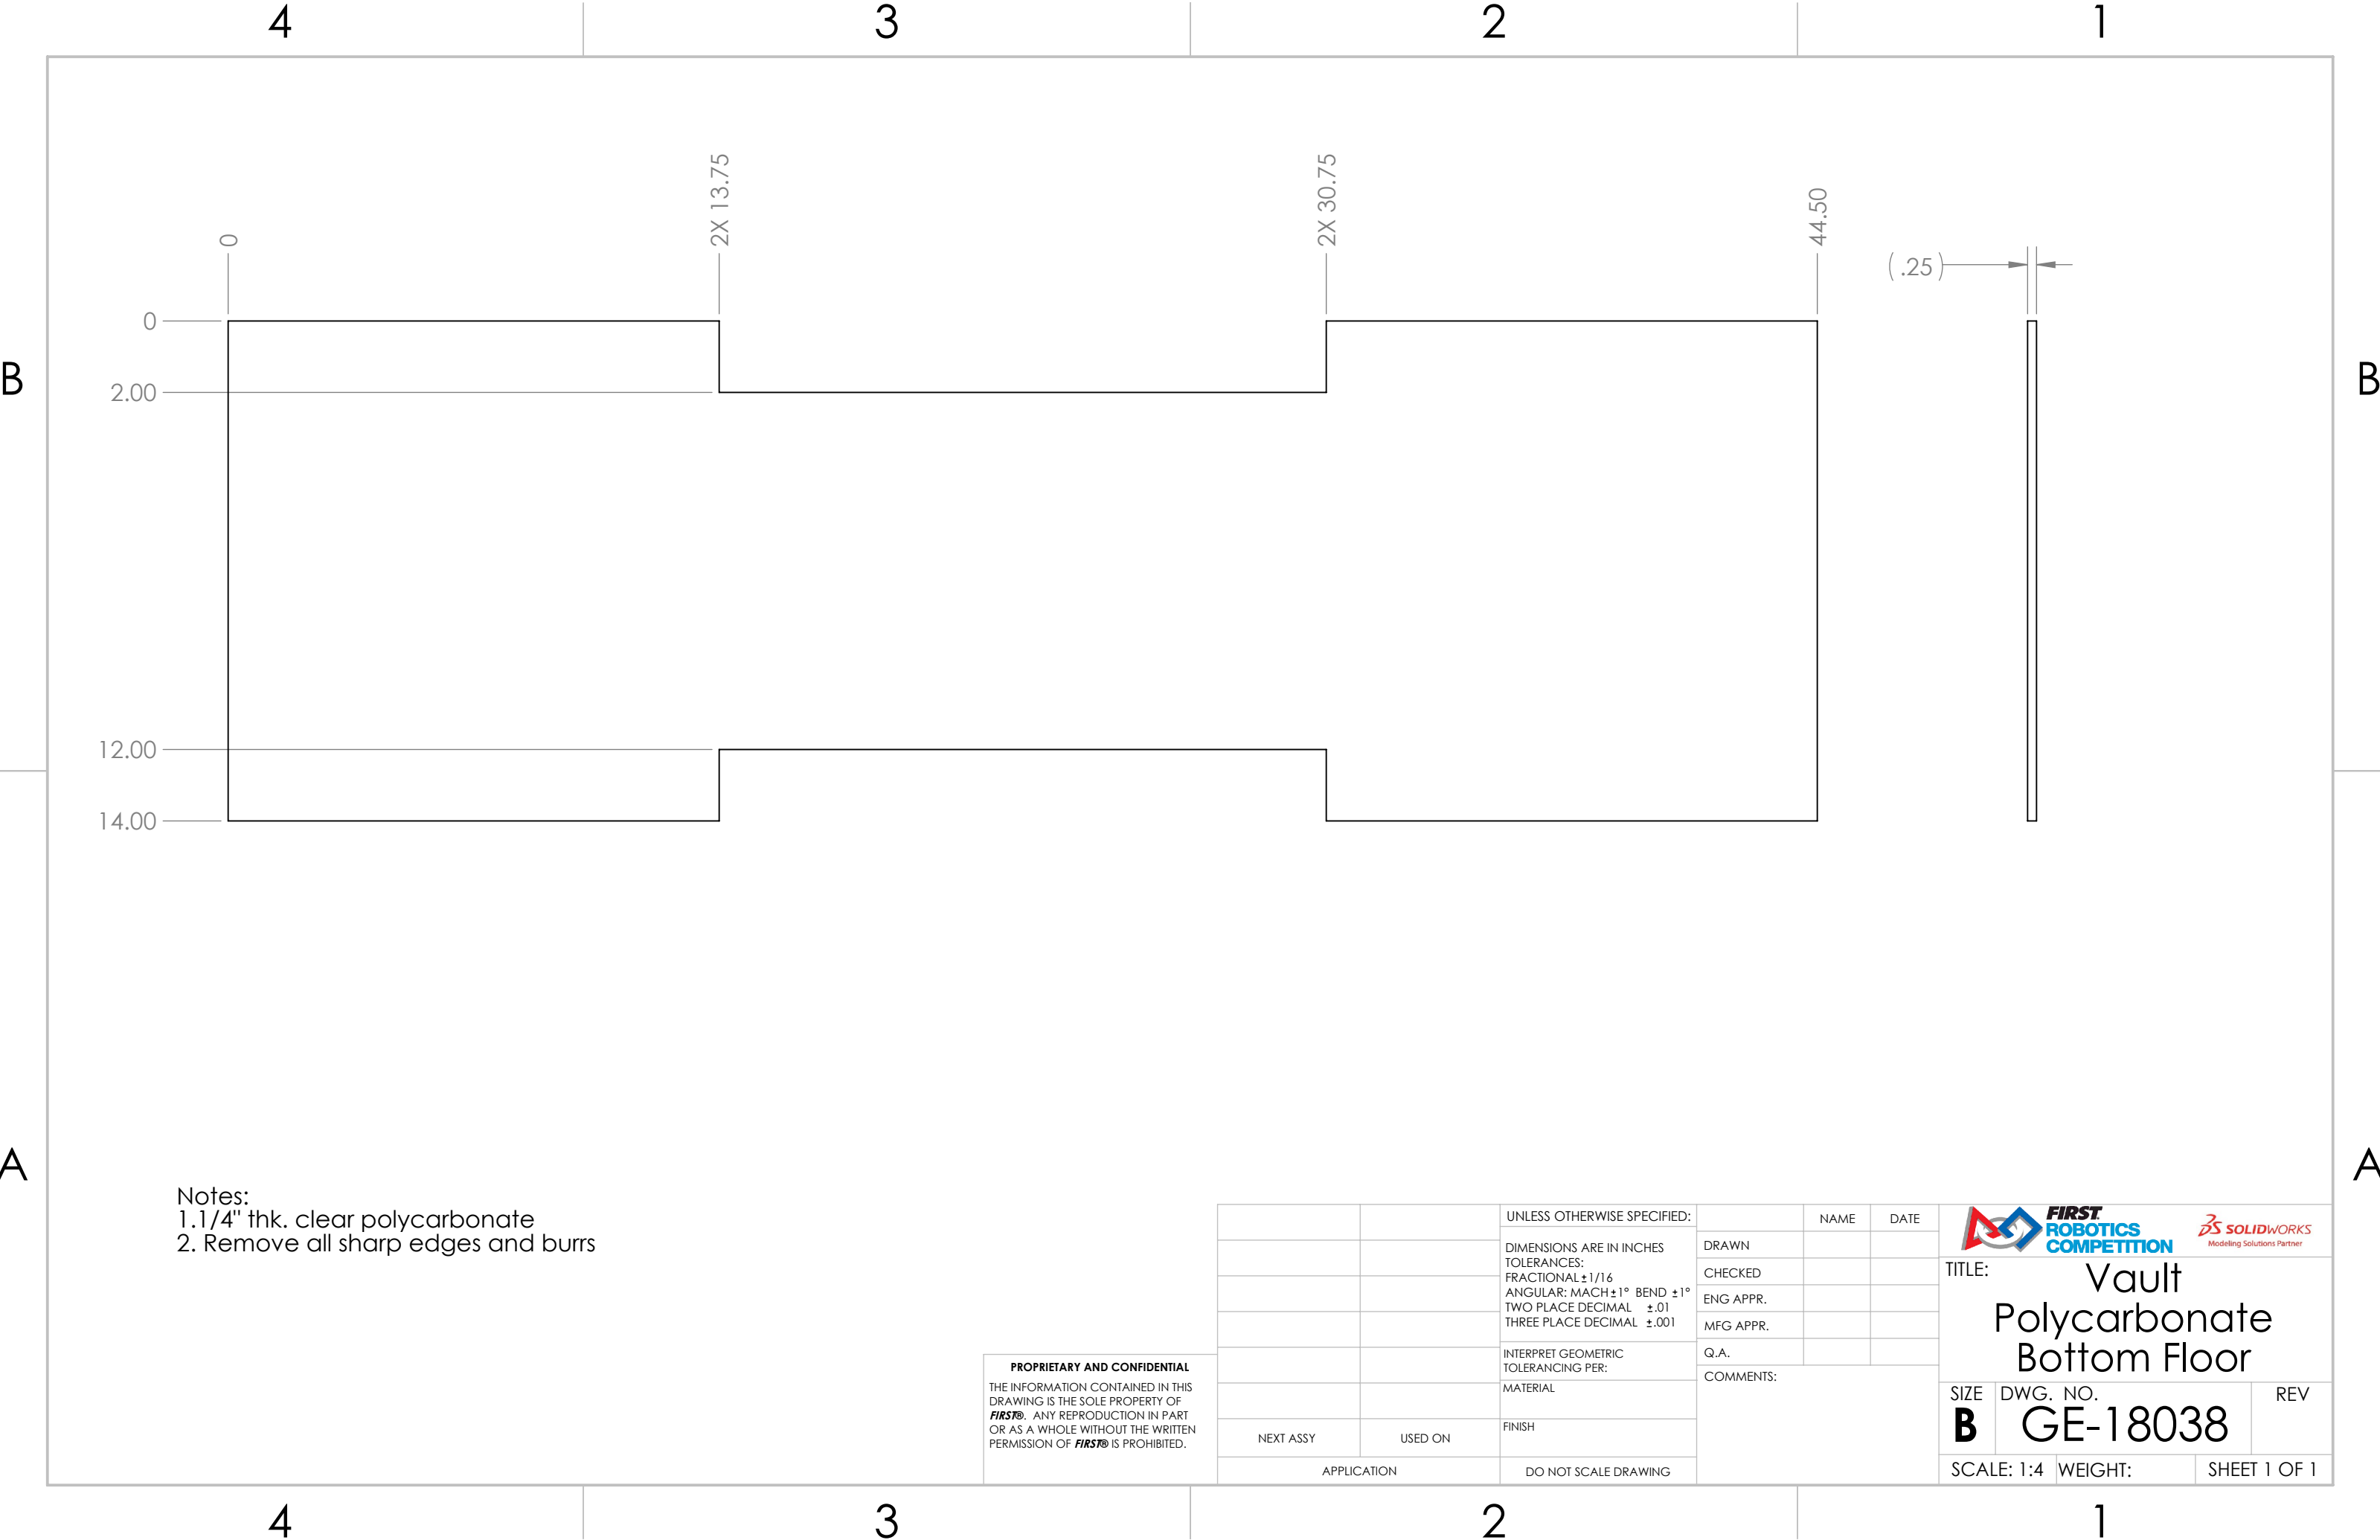 4 3 2 1
0
2X 13.75
2X 30.75
44.50
( .25 )
0
B B
2.00
12.00
14.00
A A
Notes:
1.1/4" thk. clear polycarbonate
2. Remove all sharp edges and burrs
PROPRIETARY AND CONFIDENTIAL
THE INFORMATION CONTAINED IN THIS
DRAWING IS THE SOLE PROPERTY OF
FIRST®. ANY REPRODUCTION IN PART
OR AS A WHOLE WITHOUT THE WRITTEN
PERMISSION OF FIRST® IS PROHIBITED.
NEXT ASSY USED ON
APPLICATION
UNLESS OTHERWISE SPECIFIED:
DIMENSIONS ARE IN INCHES
TOLERANCES:
FRACTIONAL ±1/16
ANGULAR: MACH ±1° BEND ±1°
TWO PLACE DECIMAL ±.01
THREE PLACE DECIMAL ±.001
INTERPRET GEOMETRIC
TOLERANCING PER:
MATERIAL
FINISH
DO NOT SCALE DRAWING
NAME DATE
DRAWN
CHECKED
ENG APPR.
MFG APPR.
Q.A.
COMMENTS:
FIRST
ROBOTICS
COMPETITION
SOLIDWORKS
Modeling Solutions Partner
TITLE:
Vault
Polycarbonate
Bottom Floor
SIZE DWG. NO. REV
B GE-18038
SCALE: 1:4 WEIGHT: SHEET 1 OF 1
4 3 2 1